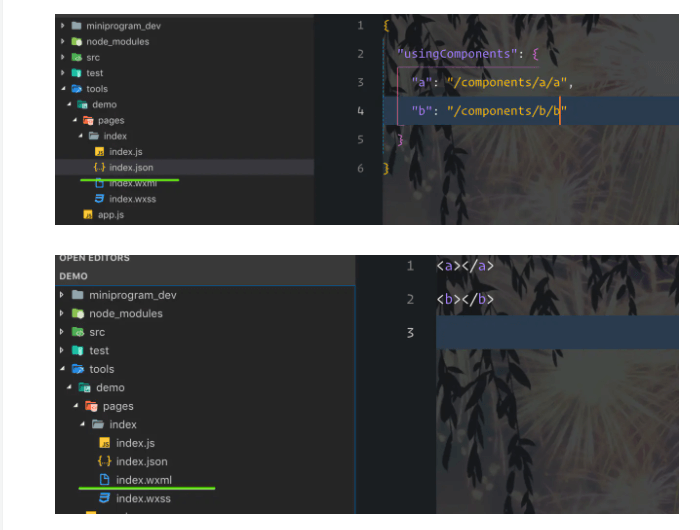 miniprogram_dev
node_modules
src
test
tools
demo
pages
index
index.js
index.json
index.wxml
index.wxss
app.js
1 {
2 "usingComponents": {
3 "a": "/components/a/a",
4 "b": "/components/b/b"
5 }
6 }
OPEN EDITORS
DEMO
miniprogram_dev
node_modules
src
test
tools
demo
pages
index
index.js
index.json
index.wxml
index.wxss
1 <a></a>
2 <b></b>
3